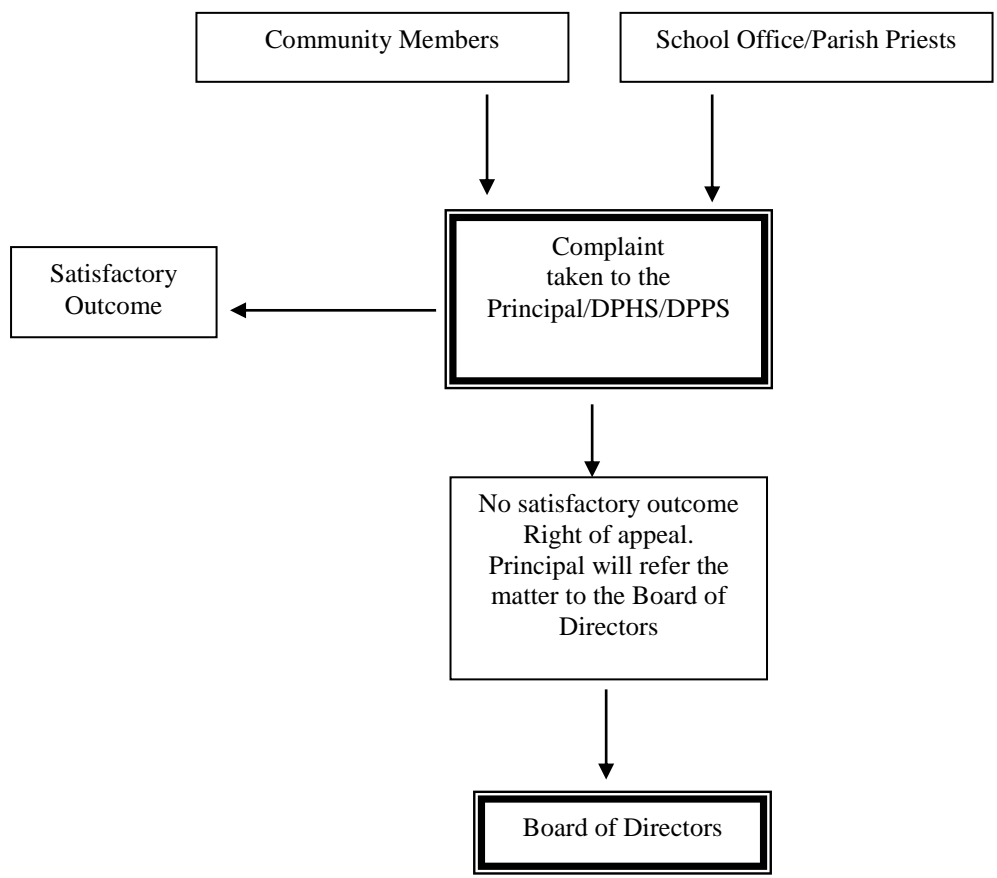 Community Members
School Office/Parish Priests
Complaint
taken to the
Principal/DPHS/DPPS
Satisfactory
Outcome
No satisfactory outcome
Right of appeal.
Principal will refer the
matter to the Board of
Directors
Board of Directors